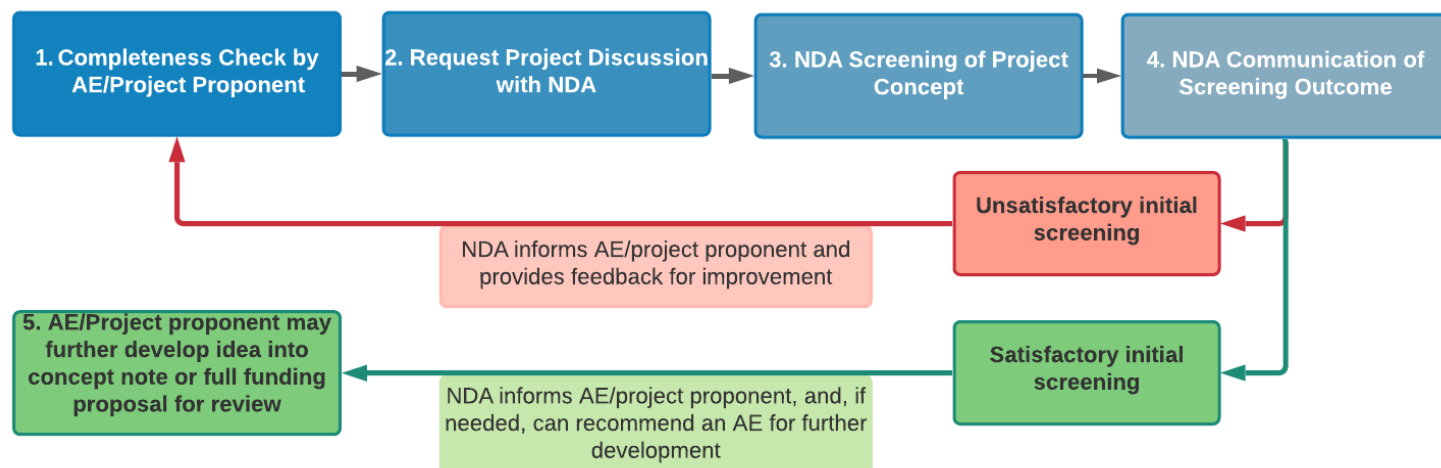 1. Completeness Check by
AE/Project Proponent
2. Request Project Discussion
with NDA
3. NDA Screening of Project
Concept
4. NDA Communication of
Screening Outcome
Unsatisfactory initial
screening
NDA informs AE/project proponent and
provides feedback for improvement
Satisfactory initial
screening
NDA informs AE/project proponent, and, if
needed, can recommend an AE for further
development
5. AE/Project proponent may
further develop idea into
concept note or full funding
proposal for review